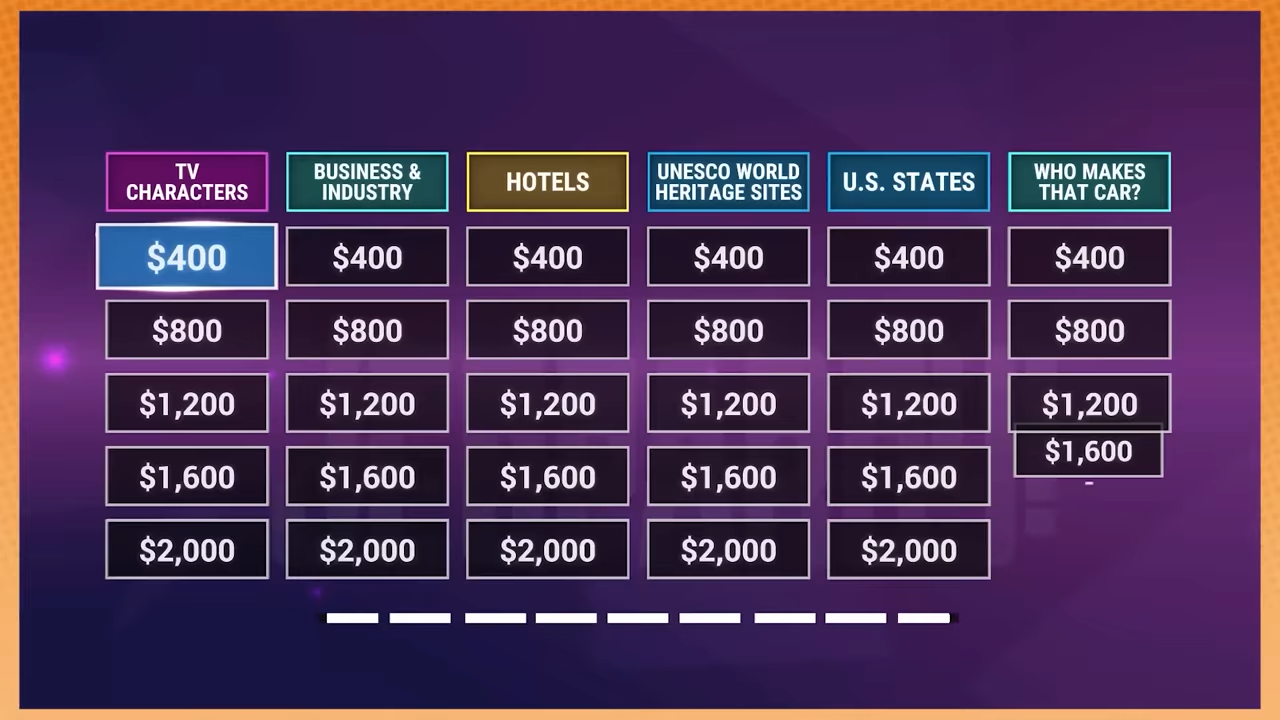 TV
CHARACTERS
BUSINESS &
INDUSTRY
HOTELS
UNESCO WORLD
HERITAGE SITES
U.S. STATES
WHO MAKES
THAT CAR?
$400 $400 $400 $400 $400 $400
$800 $800 $800 $800 $800 $800
$1,200 $1,200 $1,200 $1,200 $1,200 $1,200
$1,600 $1,600 $1,600 $1,600 $1,600 $1,600
$2,000 $2,000 $2,000 $2,000 $2,000